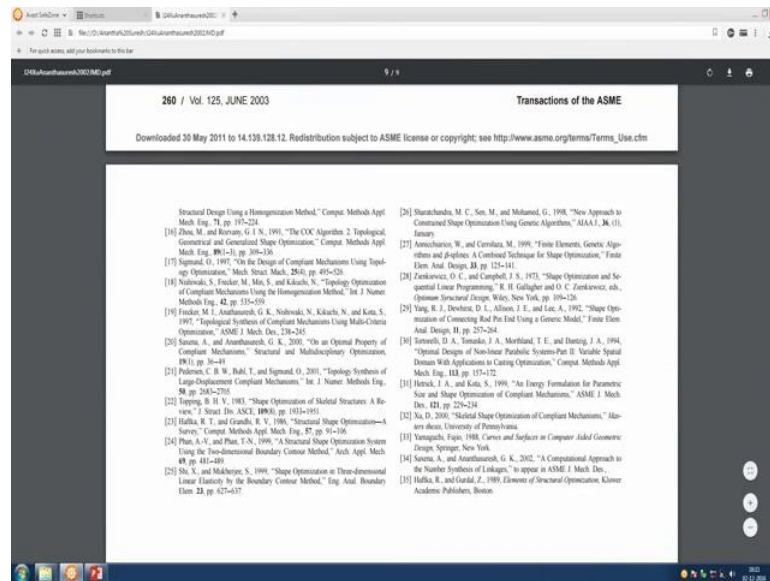 Avast SafeZone
Shortcuts
For quick access, add your bookmarks to this bar
9 / 9
260 / Vol. 125, JUNE 2003
Transactions of the ASME
Downloaded 30 May 2011 to 14.139.128.12. Redistribution subject to ASME license or copyright; see http://www.asme.org/terms/Terms_Use.cfm
Structural Design Using a Homogenization Method," Comput. Methods Appl.
Mech. Eng., 71, pp. 197–224.
[16] Zhou, M., and Rozvany, G. I. N., 1991, "The COC Algorithm. 2. Topological,
Geometrical and Generalized Shape Optimization," Comput. Methods Appl.
Mech. Eng., 89(1–3), pp. 309–336.
[17] Sigmund, O., 1997, "On the Design of Compliant Mechanisms Using Topol-
ogy Optimization," Mech. Struct. Mach., 25(4), pp. 495–526.
[18] Nishiwaki, S., Frecker, M., Min, S., and Kikuchi, N., "Topology Optimization
of Compliant Mechanisms Using the Homogenization Method," Int. J. Numer.
Methods Eng., 42, pp. 535–559.
[19] Frecker, M. I., Ananthasuresh, G. K., Nishiwaki, N., Kikuchi, N., and Kota, S.,
1997, "Topological Synthesis of Compliant Mechanisms Using Multi-Criteria
Optimization," ASME J. Mech. Des., 238–245.
[20] Saxena, A., and Ananthasuresh, G. K., 2000, "On an Optimal Property of
Compliant Mechanisms," Structural and Multidisciplinary Optimization,
19(1), pp. 36–49
[21] Pedersen, C. B. W., Buhl, T., and Sigmund, O., 2001, "Topology Synthesis of
Large-Displacement Compliant Mechanisms," Int. J. Numer. Methods Eng.,
50, pp. 2683–2705.
[22] Topping, B. H. V., 1983, "Shape Optimization of Skeletal Structures: A Re-
view," J. Struct. Div. ASCE, 109(8), pp. 1933–1951.
[23] Haftka, R. T., and Grandhi, R. V., 1986, "Structural Shape Optimization—A
Survey," Comput. Methods Appl. Mech. Eng., 57, pp. 91–106.
[24] Phan, A.-V., and Phan, T.-N., 1999, "A Structural Shape Optimization System
Using the Two-dimensional Boundary Contour Method," Arch. Appl. Mech.
69, pp. 481–489.
[25] Shi, X., and Mukherjee, S., 1999, "Shape Optimization in Three-dimensional
Linear Elasticity by the Boundary Contour Method," Eng. Anal. Boundary
Elem. 23, pp. 627–637.
[26] Sharatchandra, M. C., Sen, M., and Mohamed, G., 1998, "New Approach to
Constrained Shape Optimization Using Genetic Algorithms," AIAA J., 36, (1),
January.
[27] Annicchiarico, W., and Cerrolaza, M., 1999, "Finite Elements, Genetic Algo-
rithms and β-splines: A Combined Technique for Shape Optimization," Finite
Elem. Anal. Design, 33, pp. 125–141.
[28] Zienkiewicz, O. C., and Campbell, J. S., 1973, "Shape Optimization and Se-
quential Linear Programming," R. H. Gallagher and O. C. Zienkiewicz, eds.,
Optimum Structural Design, Wiley, New York, pp. 109–126.
[29] Yang, R. J., Dewhirst, D. L., Allison, J. E., and Lee, A., 1992, "Shape Opti-
mization of Connecting Rod Pin End Using a Generic Model," Finite Elem.
Anal. Design, 11, pp. 257–264.
[30] Tortorelli, D. A., Tomasko, J. A., Morthland, T. E., and Dantzig, J. A., 1994,
"Optimal Designs of Non-linear Parabolic Systems-Part II: Variable Spatial
Domain With Applications to Casting Optimization," Comput. Methods Appl.
Mech. Eng., 113, pp. 157–172
[31] Hetrick, J. A., and Kota, S., 1999, "An Energy Formulation for Parametric
Size and Shape Optimization of Compliant Mechanisms," ASME J. Mech.
Des., 121, pp. 229–234.
[32] Xu, D., 2000, "Skeletal Shape Optimization of Compliant Mechanisms," Mas-
ters thesis, University of Pennsylvania.
[33] Yamaguchi, Fujio, 1988, Curves and Surfaces in Computer Aided Geometric
Design, Springer, New York.
[34] Saxena, A., and Ananthasuresh, G. K., 2002, "A Computational Approach to
the Number Synthesis of Linkages," to appear in ASME J. Mech. Des.,
[35] Haftka, R., and Gurdal, Z., 1989, Elements of Structural Optimization, Kluwer
Academic Publishers, Boston.